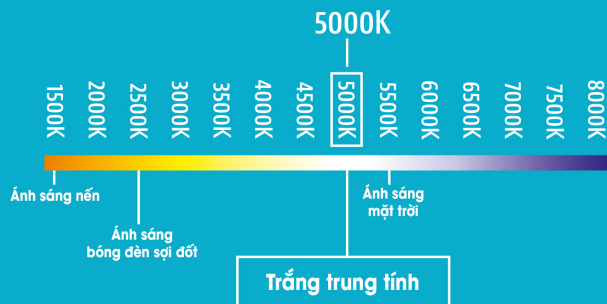 5000K
1500K
2000K
2500K
3000K
3500K
4000K
4500K
5000K
5500K
6000K
6500K
7000K
7500K
8000K
Ánh sáng nến
Ánh sáng
bóng đèn sợi đốt
Ánh sáng
mặt trời
Trắng trung tính